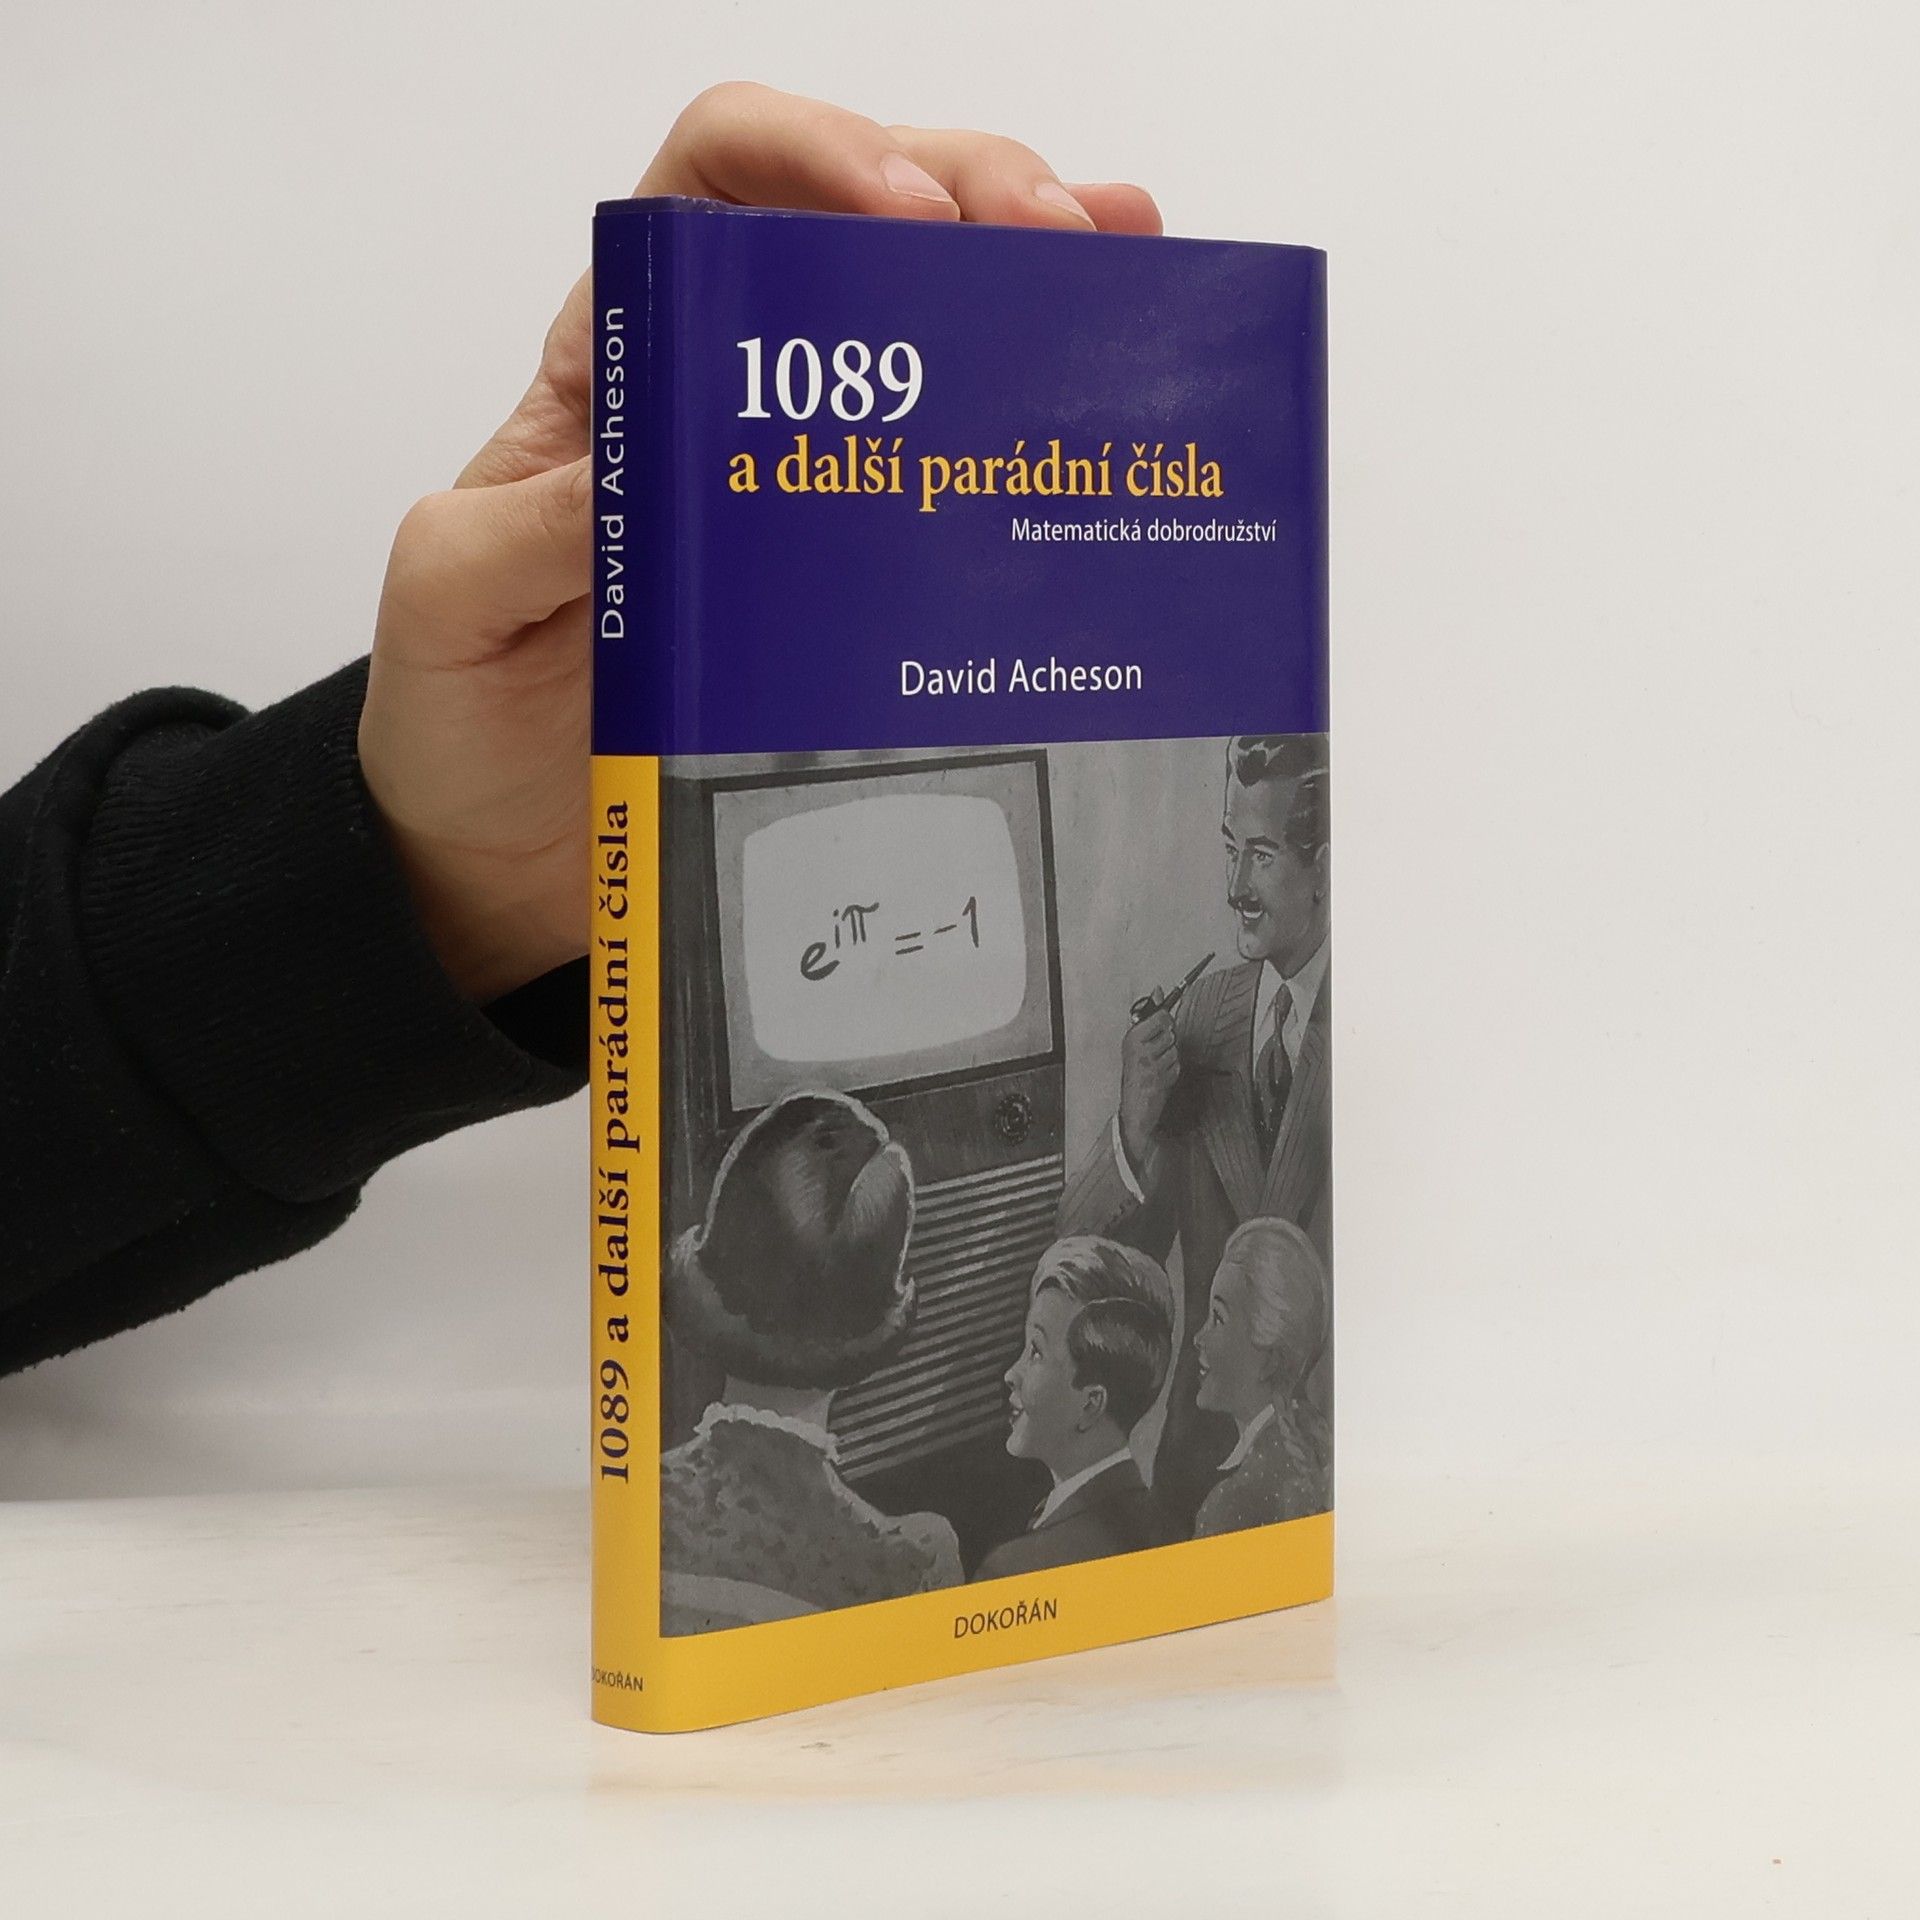 1089
a další parádní čísla
Matematická dobrodružství
David Acheson
e^{iπ} = -1
DOKOŘÁN
David Acheson
1089 a další parádní čísla
DOKOŘÁN